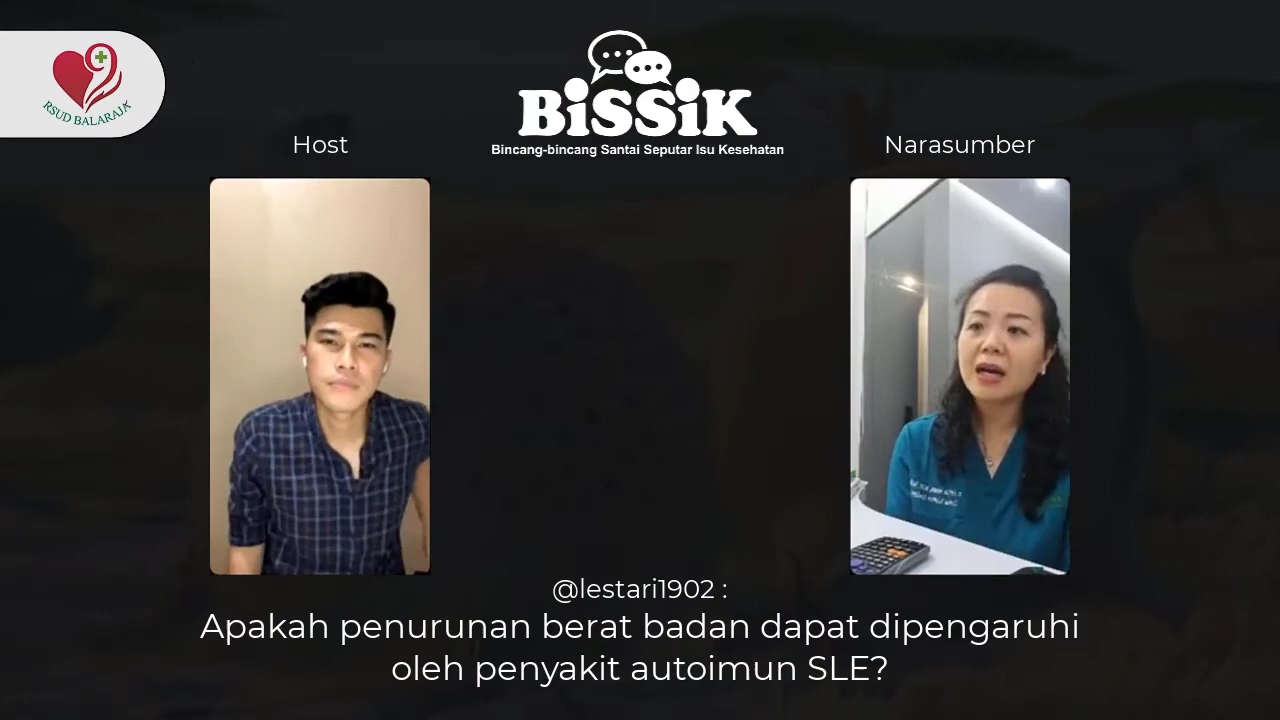 RSUD BALARAJA
BiSSiK
Bincang-bincang Santai Seputar Isu Kesehatan
Host
Narasumber
@lestari1902 :
Apakah penurunan berat badan dapat dipengaruhi
oleh penyakit autoimun SLE?